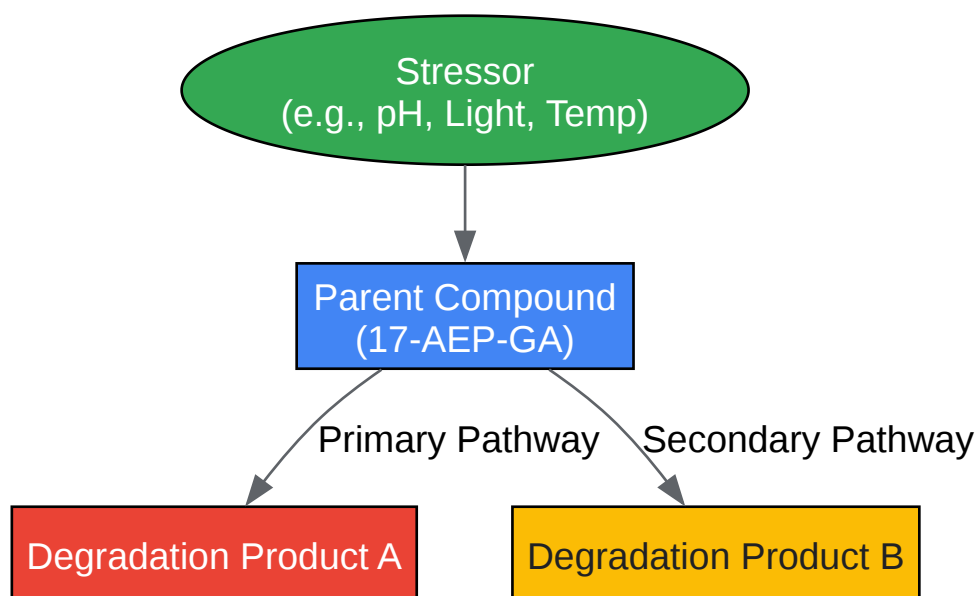 Stressor
(e.g., pH, Light, Temp)
Parent Compound
(17-AEP-GA)
Primary Pathway
Secondary Pathway
Degradation Product A
Degradation Product B